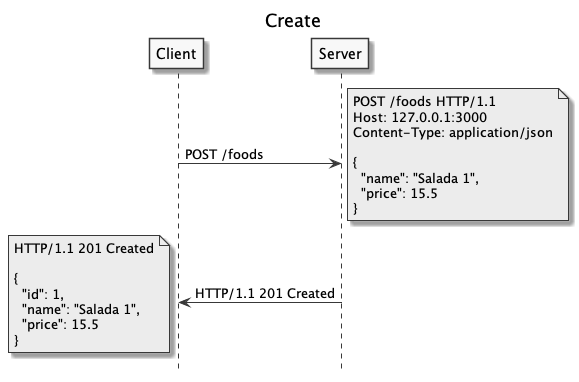 Create
Client
Server
POST /foods HTTP/1.1
Host: 127.0.0.1:3000
Content-Type: application/json
{
"name": "Salada 1",
"price": 15.5
}
POST /foods
HTTP/1.1 201 Created
{
"id": 1,
"name": "Salada 1",
"price": 15.5
}
HTTP/1.1 201 Created